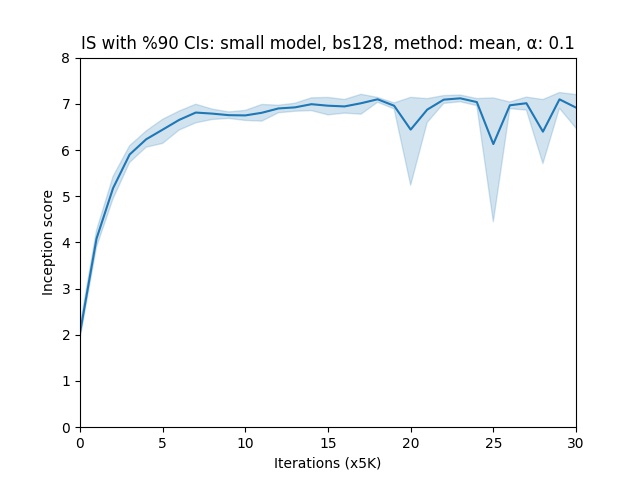 IS with %90 CIs: small model, bs128, method: mean, α: 0.1
8
7
6
5
4
3
2
1
0
Inception score
0 5 10 15 20 25 30
Iterations (x5K)